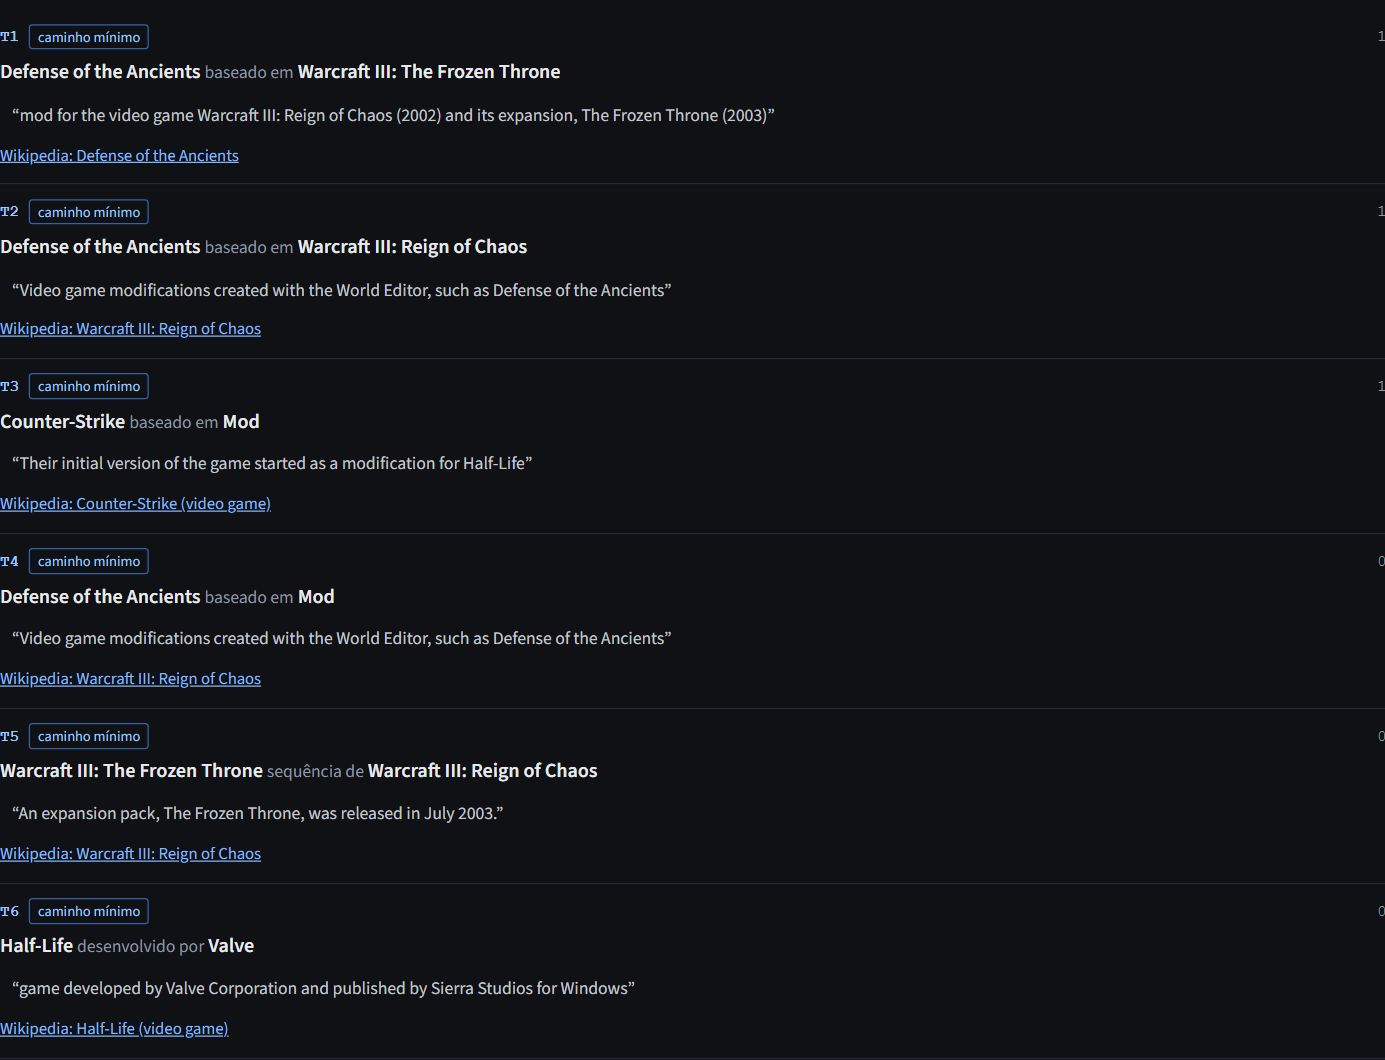 T1 caminho mínimo 1
Defense of the Ancients baseado em Warcraft III: The Frozen Throne
“mod for the video game Warcraft III: Reign of Chaos (2002) and its expansion, The Frozen Throne (2003)”
Wikipedia: Defense of the Ancients
T2 caminho mínimo 1
Defense of the Ancients baseado em Warcraft III: Reign of Chaos
“Video game modifications created with the World Editor, such as Defense of the Ancients”
Wikipedia: Warcraft III: Reign of Chaos
T3 caminho mínimo 1
Counter-Strike baseado em Mod
“Their initial version of the game started as a modification for Half-Life”
Wikipedia: Counter-Strike (video game)
T4 caminho mínimo 0
Defense of the Ancients baseado em Mod
“Video game modifications created with the World Editor, such as Defense of the Ancients”
Wikipedia: Warcraft III: Reign of Chaos
T5 caminho mínimo 0
Warcraft III: The Frozen Throne sequência de Warcraft III: Reign of Chaos
“An expansion pack, The Frozen Throne, was released in July 2003.”
Wikipedia: Warcraft III: Reign of Chaos
T6 caminho mínimo 0
Half-Life desenvolvido por Valve
“game developed by Valve Corporation and published by Sierra Studios for Windows”
Wikipedia: Half-Life (video game)